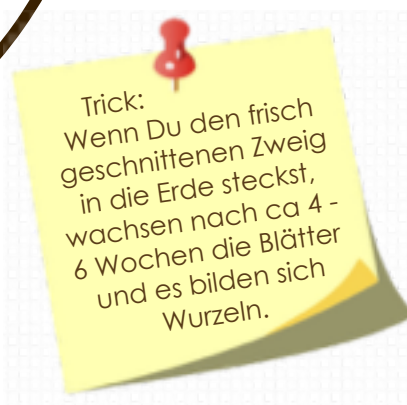 Trick:
Wenn Du den frisch
geschnittenen Zweig
in die Erde steckst,
wachsen nach ca 4 -
6 Wochen die Blätter
und es bilden sich
Wurzeln.